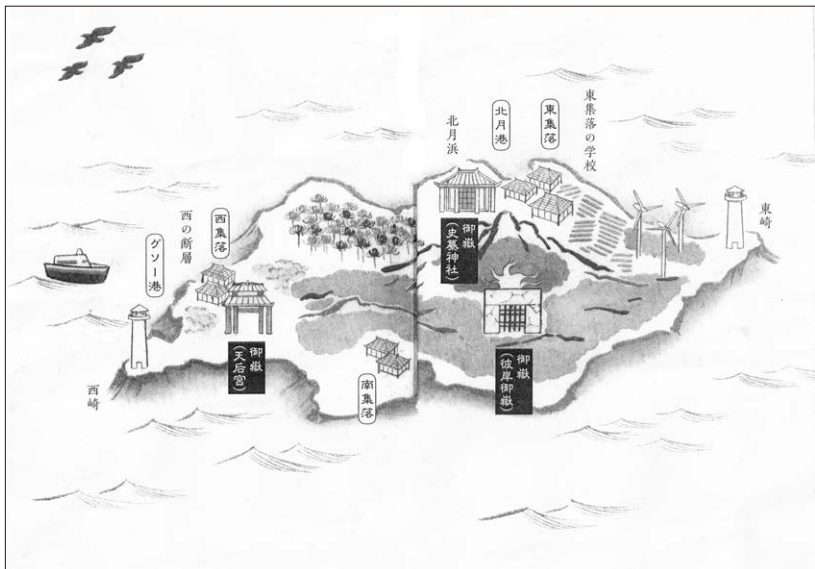 東集落の学校
東集落
北月港
北月浜
東崎
御嶽
(史纂神社)
西集落
西の断層
グソー港
御嶽
(彼岸御嶽)
御嶽
(天后宮)
南集落
西崎